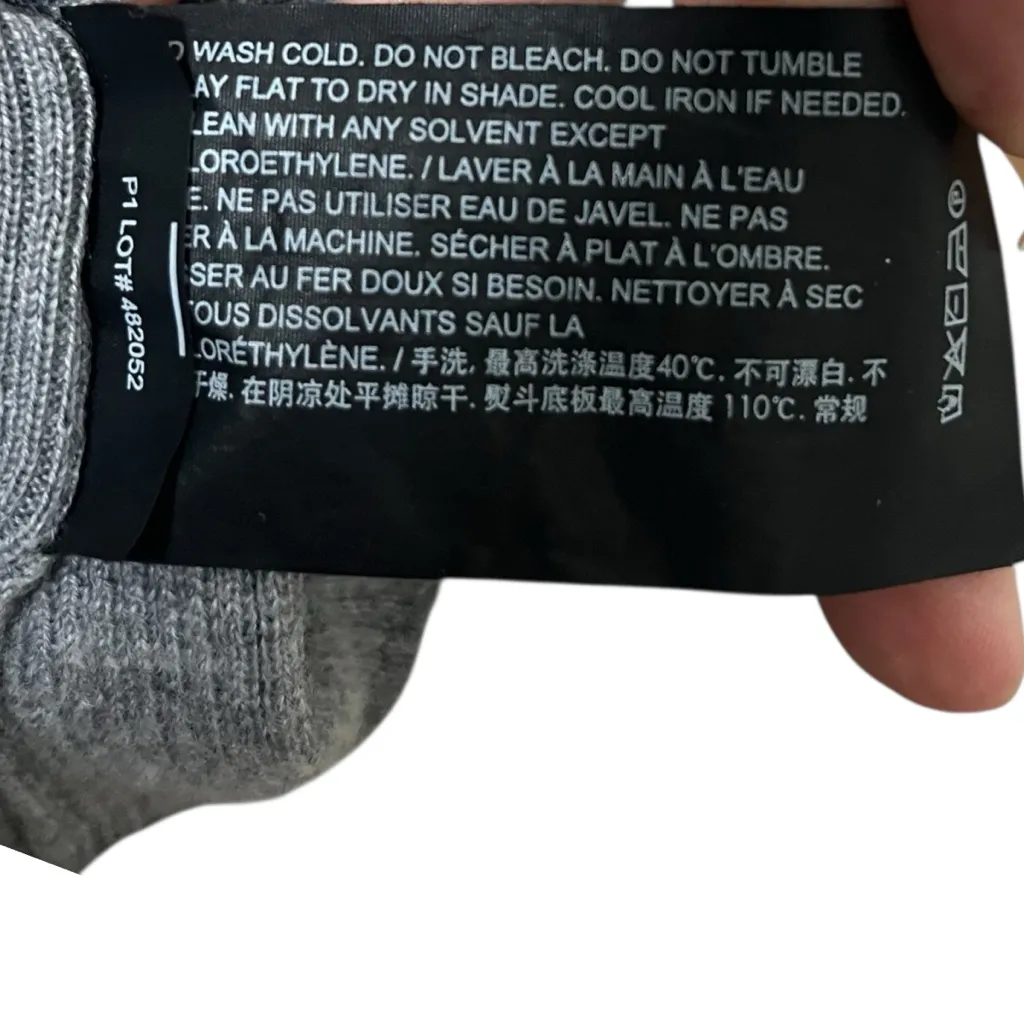 WASH COLD. DO NOT BLEACH. DO NOT TUMBLE
AY FLAT TO DRY IN SHADE. COOL IRON IF NEEDED.
LEAN WITH ANY SOLVENT EXCEPT
LOROETHYLENE. / LAVER À LA MAIN À L'EAU
E. NE PAS UTILISER EAU DE JAVEL. NE PAS
ER À LA MACHINE. SÉCHER À PLAT À L'OMBRE.
SER AU FER DOUX SI BESOIN. NETTOYER À SEC
TOUS DISSOLVANTS SAUF LA
LORÉTHYLÈNE. / 手洗. 最高洗涤温度40℃. 不可漂白. 不
干燥. 在阴凉处平摊晾干. 熨斗底板最高温度 110℃. 常规
P1 LOT# 482052
P